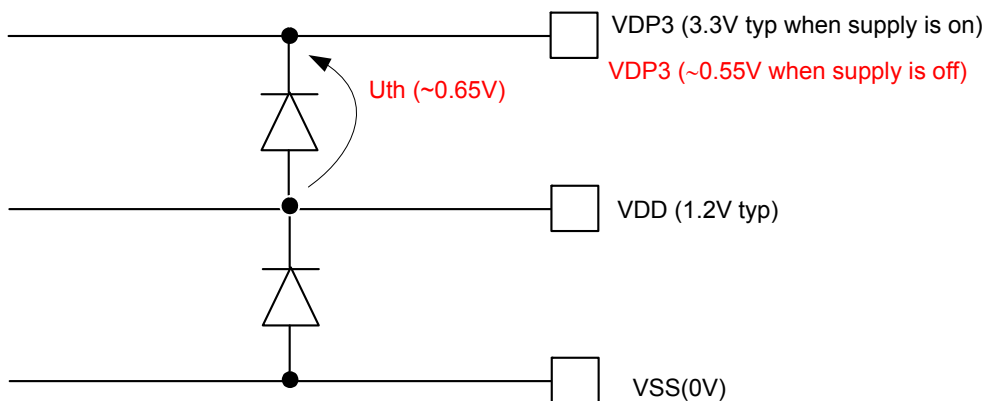 VDP3 (3.3V typ when supply is on)
VDP3 (~0.55V when supply is off)
Uth (~0.65V)
VDD (1.2V typ)
VSS(0V)